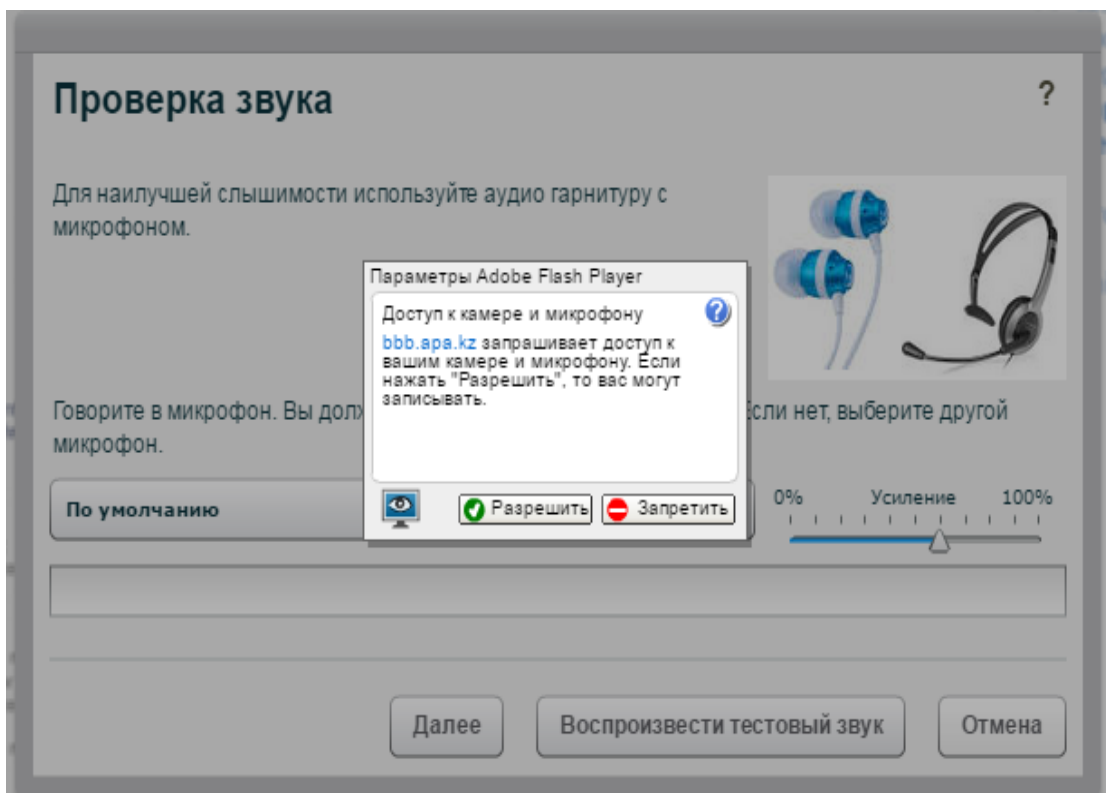 Проверка звука
?
Для наилучшей слышимости используйте аудио гарнитуру с
микрофоном.
Параметры Adobe Flash Player
Доступ к камере и микрофону
bbb.apa.kz запрашивает доступ к
вашим камере и микрофону. Если
нажать "Разрешить", то вас могут
записывать.
Разрешить Запретить
Говорите в микрофон. Вы если нет, выберите другой
микрофон.
По умолчанию
0% Усиление 100%
Далее Воспроизвести тестовый звук Отмена